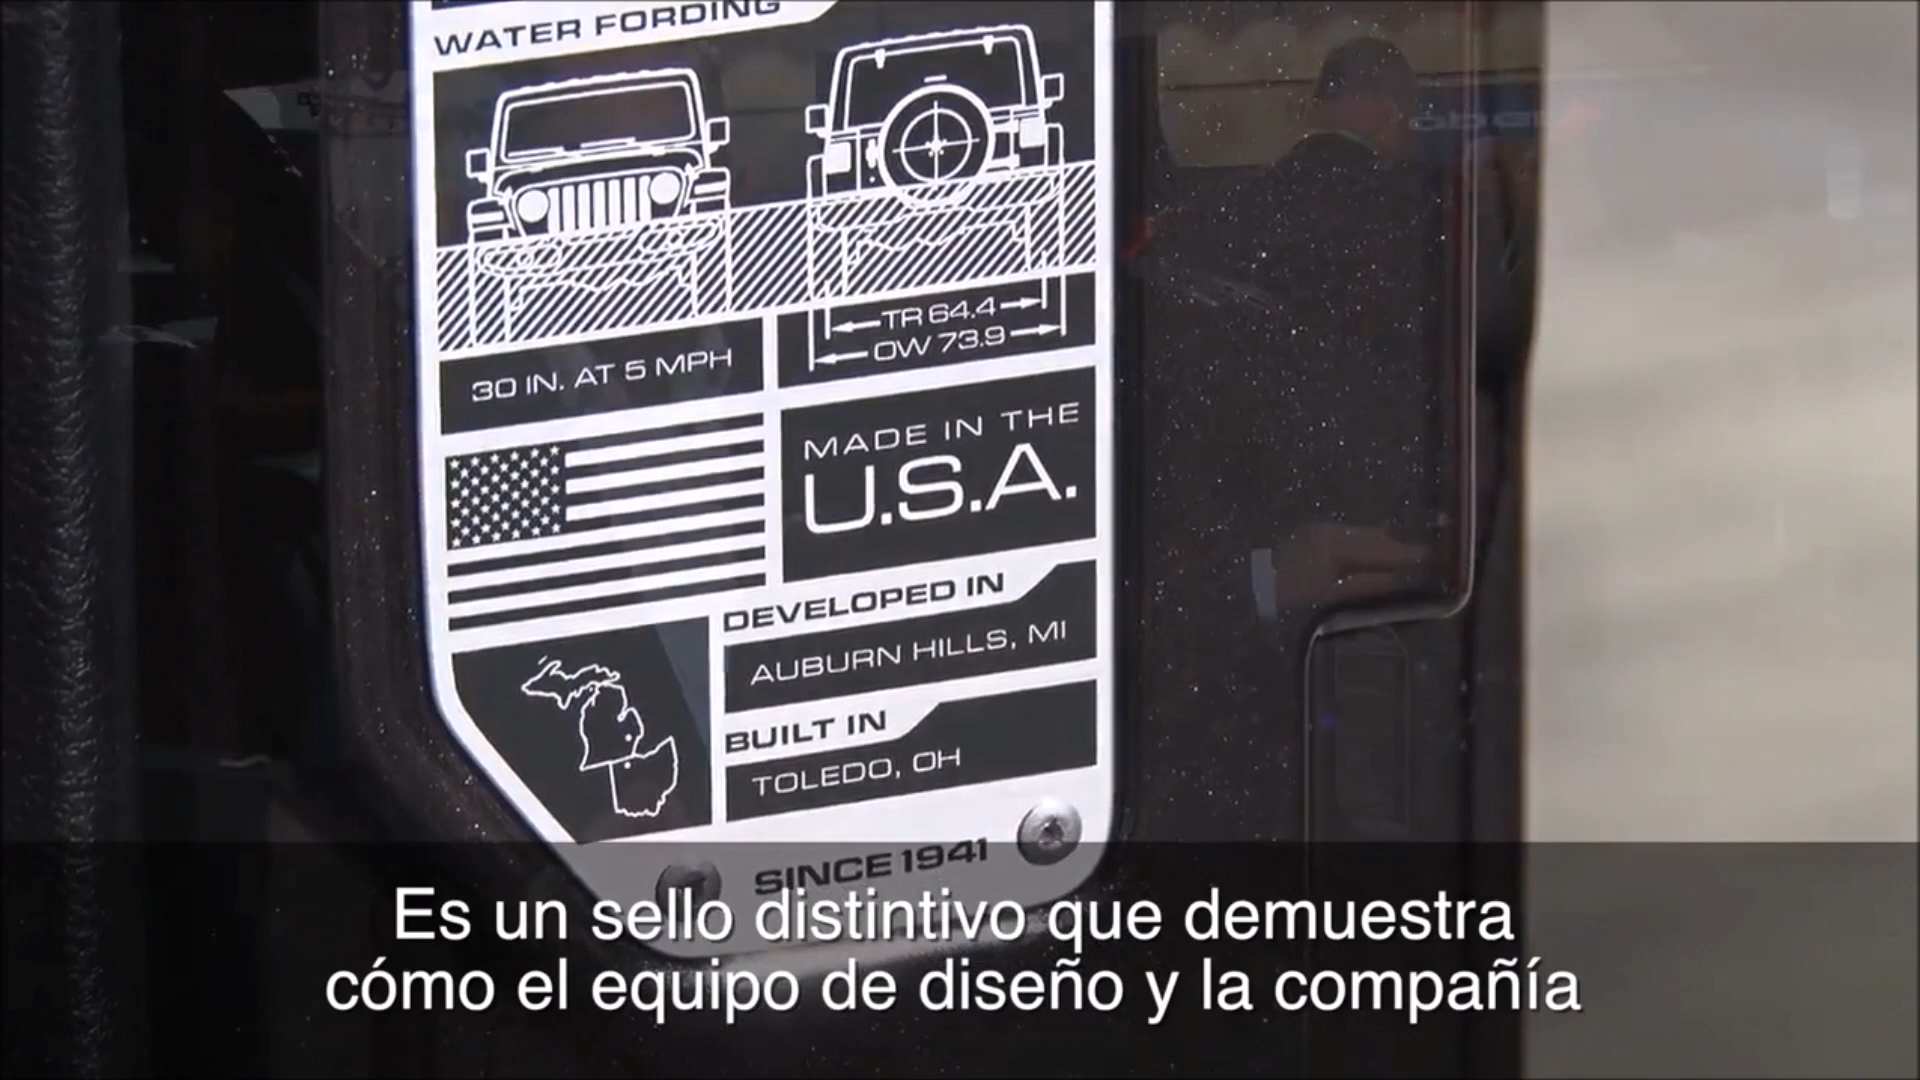 WATER FORDING
TR 64.4
OW 73.9
30 IN. AT 5 MPH
MADE IN THE
U.S.A.
DEVELOPED IN
AUBURN HILLS, MI
BUILT IN
TOLEDO, OH
SINCE 1941
Es un sello distintivo que demuestra
cómo el equipo de diseño y la compañía